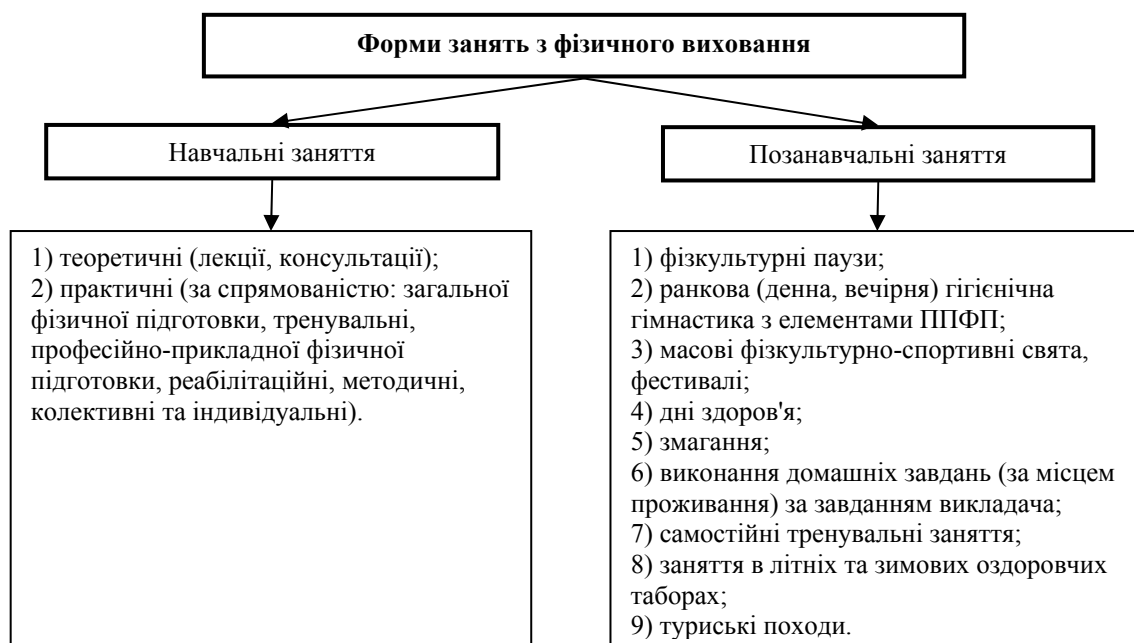 Форми занять з фізичного виховання
Навчальні заняття
Позанавчальні заняття
1) теоретичні (лекції, консультації);
2) практичні (за спрямованістю: загальної
фізичної підготовки, тренувальні,
професійно-прикладної фізичної
підготовки, реабілітаційні, методичні,
колективні та індивідуальні).
1) фізкультурні паузи;
2) ранкова (денна, вечірня) гігієнічна
гімнастика з елементами ППФП;
3) масові фізкультурно-спортивні свята,
фестивалі;
4) дні здоров'я;
5) змагання;
6) виконання домашніх завдань (за місцем
проживання) за завданням викладача;
7) самостійні тренувальні заняття;
8) заняття в літніх та зимових оздоровчих
таборах;
9) туриські походи.